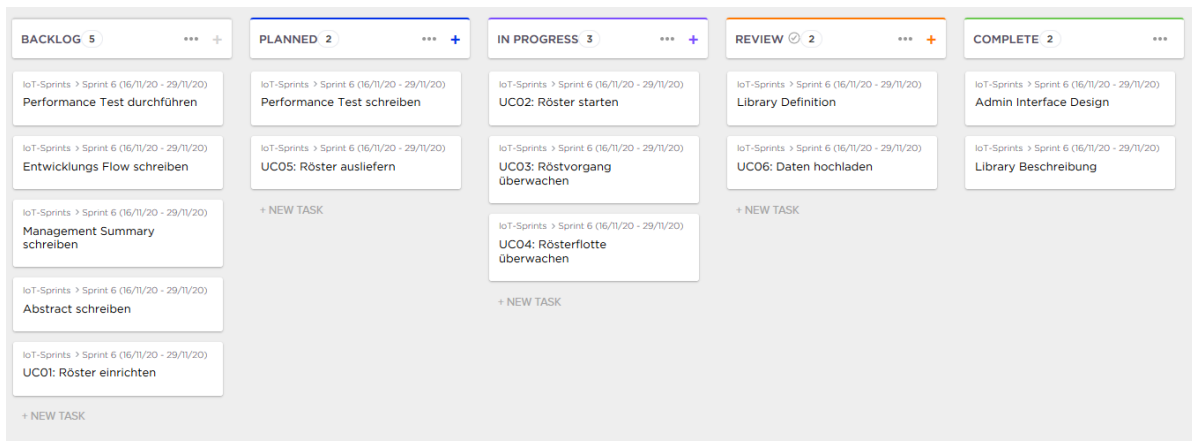 BACKLOG 5
IoT-Sprints > Sprint 6 (16/11/20 - 29/11/20)
Performance Test durchführen
IoT-Sprints > Sprint 6 (16/11/20 - 29/11/20)
Entwicklungs Flow schreiben
IoT-Sprints > Sprint 6 (16/11/20 - 29/11/20)
Management Summary
schreiben
IoT-Sprints > Sprint 6 (16/11/20 - 29/11/20)
Abstract schreiben
IoT-Sprints > Sprint 6 (16/11/20 - 29/11/20)
UC01: Röster einrichten
+ NEW TASK
PLANNED 2
IoT-Sprints > Sprint 6 (16/11/20 - 29/11/20)
Performance Test schreiben
IoT-Sprints > Sprint 6 (16/11/20 - 29/11/20)
UC05: Röster ausliefern
+ NEW TASK
IN PROGRESS 3
IoT-Sprints > Sprint 6 (16/11/20 - 29/11/20)
UC02: Röster starten
IoT-Sprints > Sprint 6 (16/11/20 - 29/11/20)
UC03: Röstvorgang
überwachen
IoT-Sprints > Sprint 6 (16/11/20 - 29/11/20)
UC04: Rösterflotte
überwachen
+ NEW TASK
REVIEW 2
IoT-Sprints > Sprint 6 (16/11/20 - 29/11/20)
Library Definition
IoT-Sprints > Sprint 6 (16/11/20 - 29/11/20)
UC06: Daten hochladen
+ NEW TASK
COMPLETE 2
IoT-Sprints > Sprint 6 (16/11/20 - 29/11/20)
Admin Interface Design
IoT-Sprints > Sprint 6 (16/11/20 - 29/11/20)
Library Beschreibung